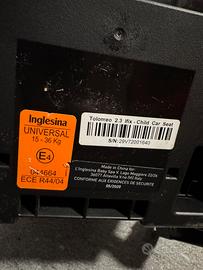 Inglesina
UNIVERSAL
15 - 36 Kg
E4
044664
ECE R44/04
Tolomeo 2.3 Ifix - Child Car Seat
S/N: 29V72001640
Made in China for:
L'Inglesina Baby Spa V. Lago Maggiore 22/26
36077 Altavilla V.na (VI) Italy
CONFORME AUX EXIGENCES DE SECURITE